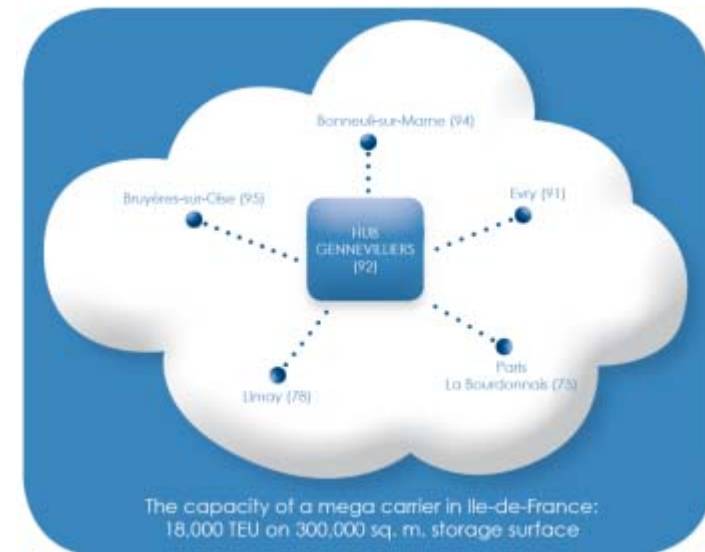 Bonneuil-sur-Marne (94)
Bruyères-sur-Oise (95)
Evry (91)
HUB
GENNEVILLIERS
(92)
Paris
La Bourdonnais (75)
Limay (78)
The capacity of a mega carrier in Ile-de-France:
18,000 TEU on 300,000 sq. m. storage surface